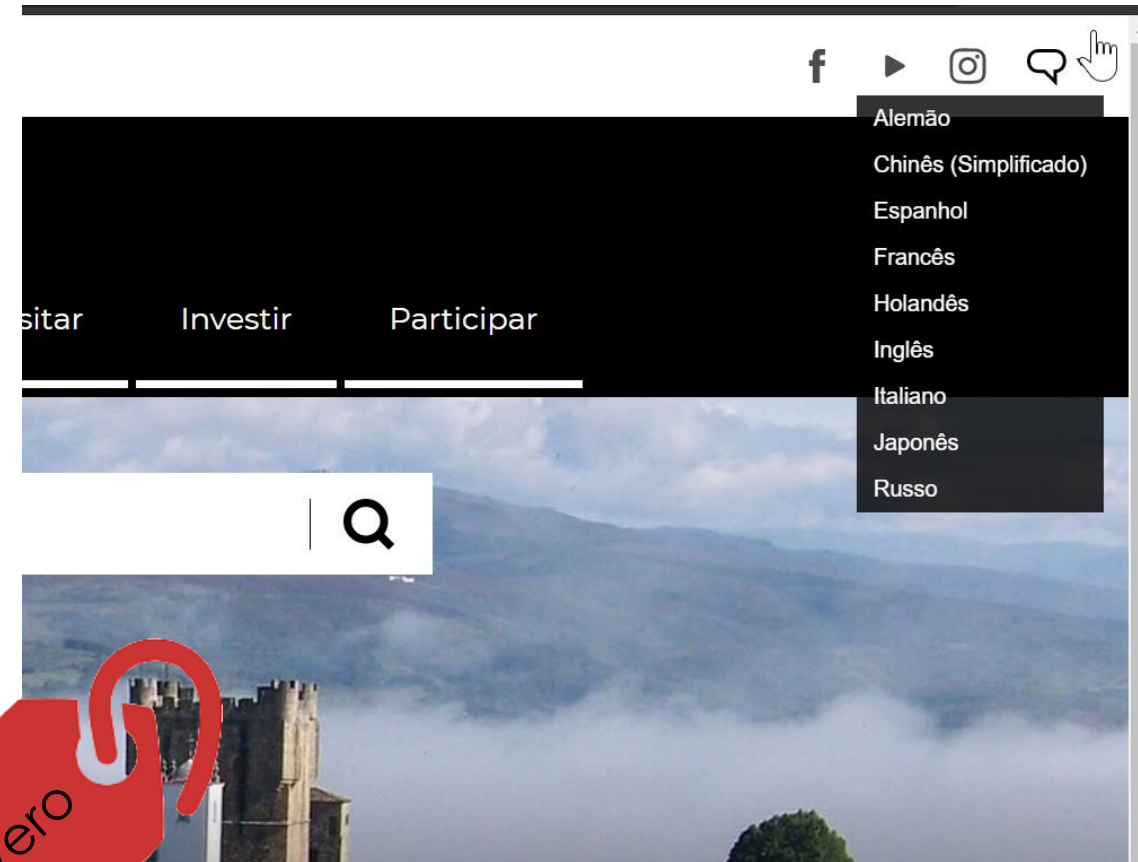 f
Alemão
Chinês (Simplificado)
Espanhol
Francês
Holandês
Inglês
Italiano
Japonês
Russo
sitar Investir Participar
ero